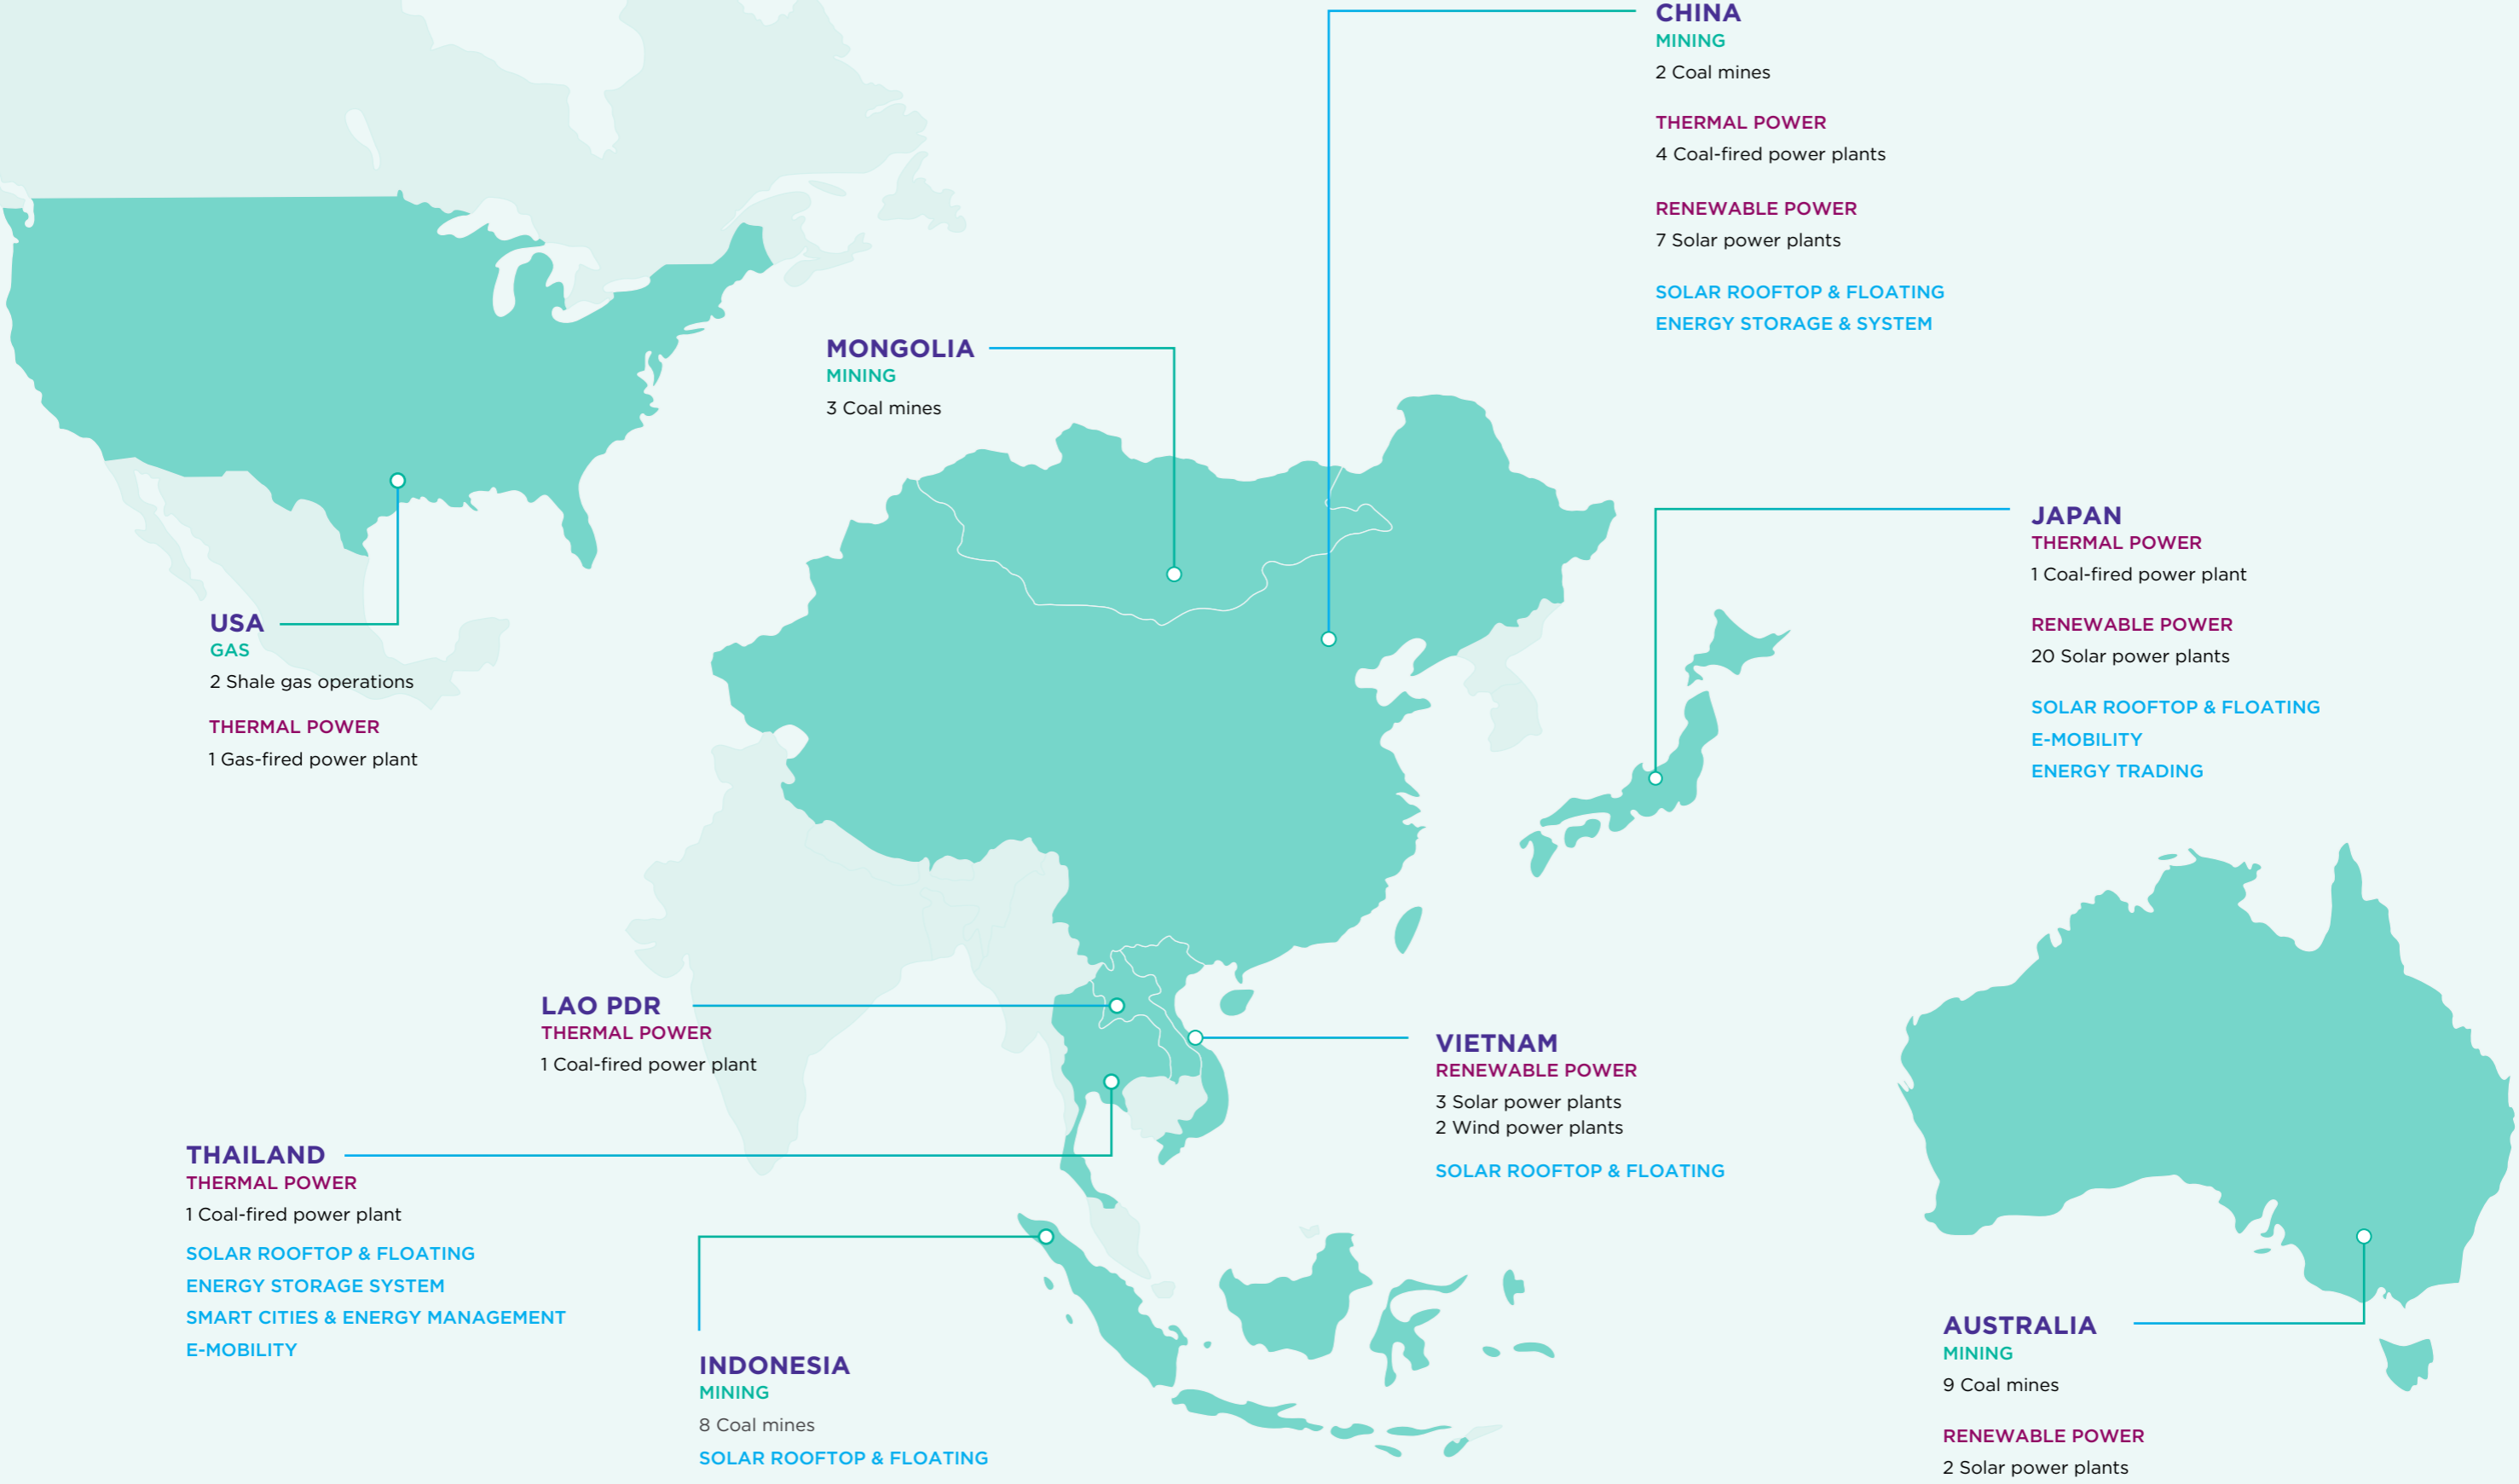 CHINA
MINING
2 Coal mines
THERMAL POWER
4 Coal-fired power plants
RENEWABLE POWER
7 Solar power plants
SOLAR ROOFTOP & FLOATING
ENERGY STORAGE & SYSTEM
MONGOLIA
MINING
3 Coal mines
JAPAN
THERMAL POWER
1 Coal-fired power plant
RENEWABLE POWER
20 Solar power plants
SOLAR ROOFTOP & FLOATING
E-MOBILITY
ENERGY TRADING
USA
GAS
2 Shale gas operations
THERMAL POWER
1 Gas-fired power plant
LAO PDR
THERMAL POWER
1 Coal-fired power plant
VIETNAM
RENEWABLE POWER
3 Solar power plants
2 Wind power plants
SOLAR ROOFTOP & FLOATING
THAILAND
THERMAL POWER
1 Coal-fired power plant
SOLAR ROOFTOP & FLOATING
ENERGY STORAGE SYSTEM
SMART CITIES & ENERGY MANAGEMENT
E-MOBILITY
INDONESIA
MINING
8 Coal mines
SOLAR ROOFTOP & FLOATING
AUSTRALIA
MINING
9 Coal mines
RENEWABLE POWER
2 Solar power plants